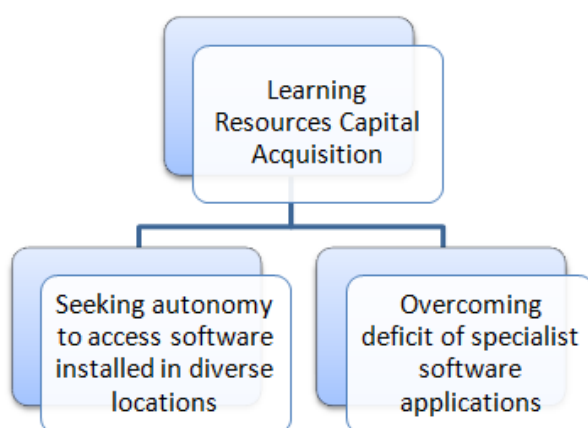 Learning
Resources Capital
Acquisition
Seeking autonomy
to access software
installed in diverse
locations
Overcoming
deficit of specialist
software
applications